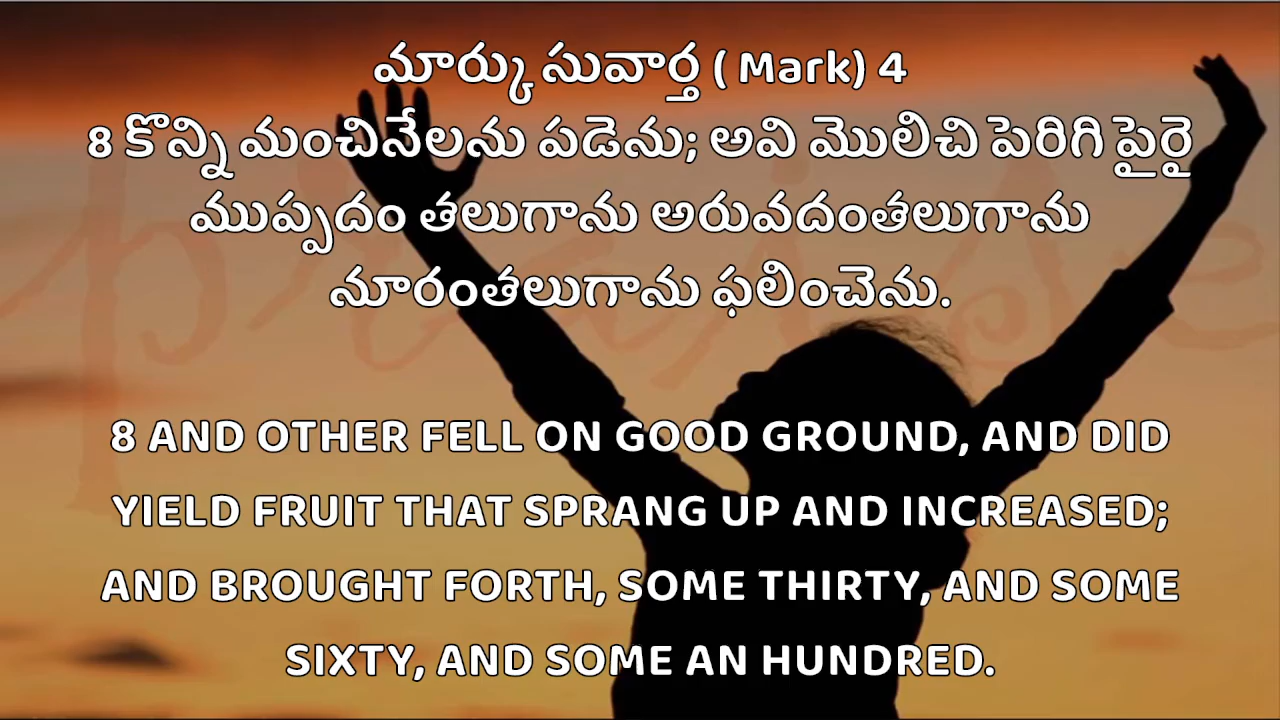 మార్కు సువార్త ( Mark) 4
8 కొన్ని మంచినేలను పడెను; అవి మొలిచి పెరిగి పైరై
ముప్పదం తలుగాను అరువదంతలుగాను
నూరంతలుగాను ఫలించెను.
praise
8 AND OTHER FELL ON GOOD GROUND, AND DID
YIELD FRUIT THAT SPRANG UP AND INCREASED;
AND BROUGHT FORTH, SOME THIRTY, AND SOME
SIXTY, AND SOME AN HUNDRED.